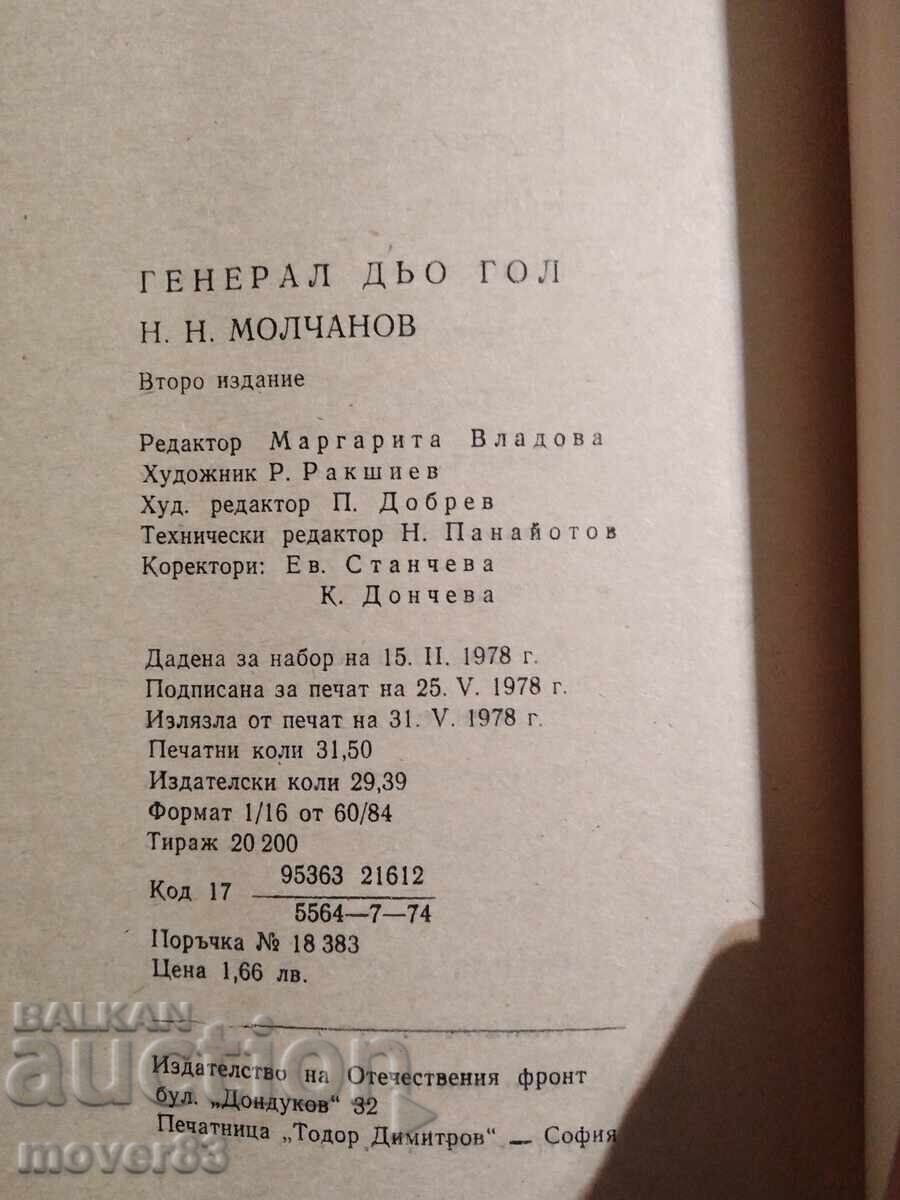 ГЕНЕРАЛ ДЬО ГОЛ
Н. Н. МОЛЧАНОВ
Второ издание
Редактор Маргарита Владова
Художник Р. Ракшиев
Худ. редактор П. Добрев
Технически редактор Н. Панайотов
Коректори: Ев. Станчева
К. Дончева
Дадена за набор на 15. II. 1978 г.
Подписана за печат на 25. V. 1978 г.
Излязла от печат на 31. V. 1978 г.
Печатни коли 31,50
Издателски коли 29,39
Формат 1/16 от 60/84
Тираж 20 200
Код 17 95363 21612
5564—7—74
Поръчка № 18 383
Цена 1,66 лв.
BALKAN
auction
Издателство на Отечествения фронт
бул. „Дондуков" 32
Печатница „Тодор Димитров" — София
mover83